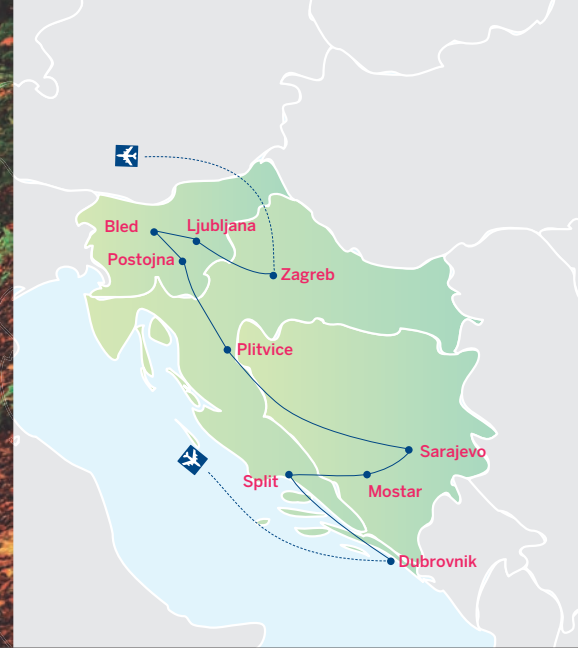 Ljubljana
Bled
Postojna
Zagreb
Plitvice
Sarajevo
Split
Mostar
Dubrovnik